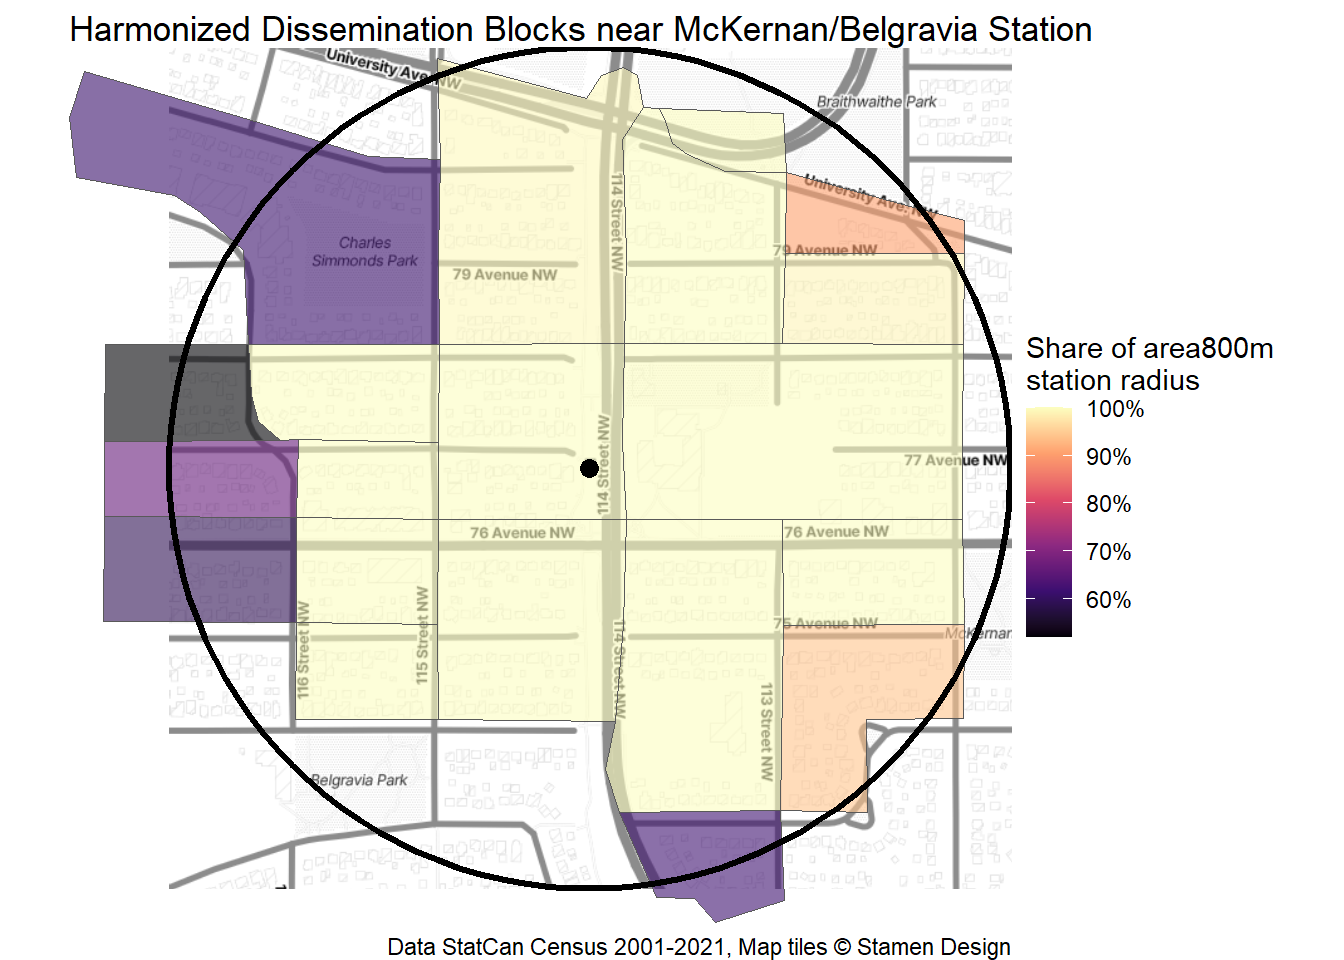 Harmonized Dissemination Blocks near McKernan/Belgravia Station
University Ave. NW
Braithwaithe Park
114 Street NW
University Ave. NW
Charles
Simmonds Park
79 Avenue NW
79 Avenue NW
114 Street NW
77 Avenue NW
76 Avenue NW
76 Avenue NW
116 Street NW
115 Street NW
114 Street NW
75 Avenue NW
McKernan
113 Street NW
Belgravia Park
Share of area800m
station radius
100%
90%
80%
70%
60%
Data StatCan Census 2001-2021, Map tiles © Stamen Design